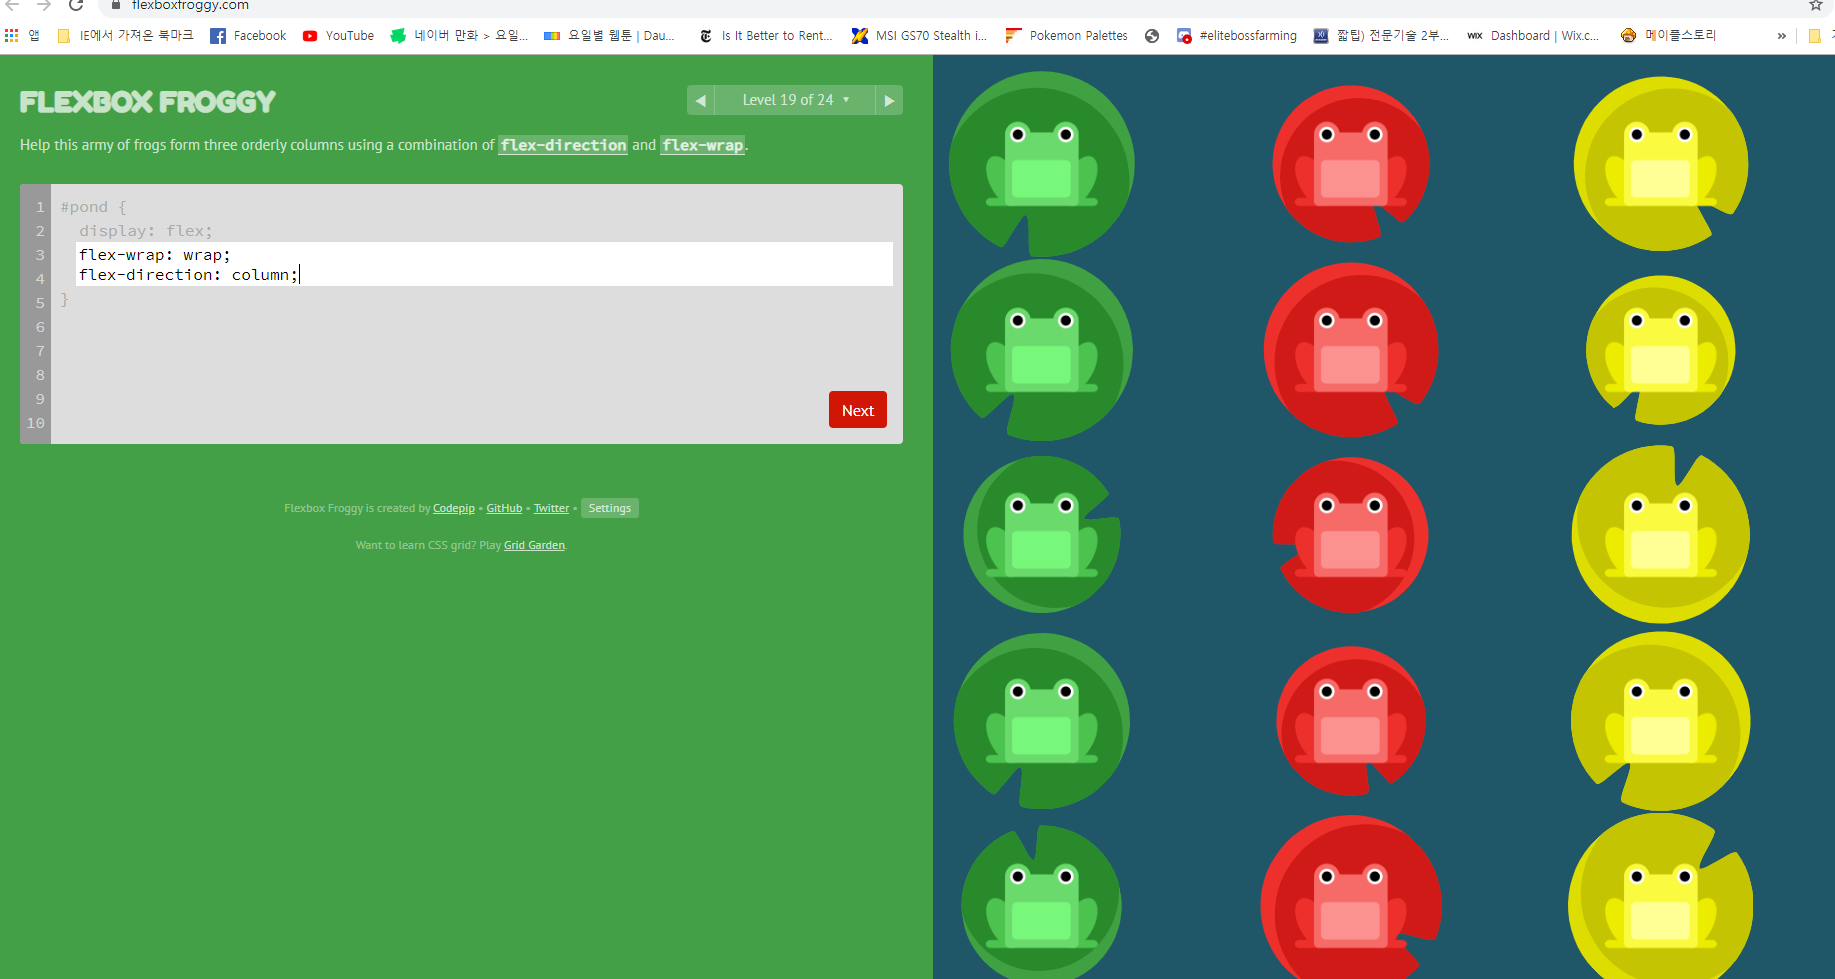 flexboxfroggy.com
앱 IE에서 가져온 북마크 Facebook YouTube 네이버 만화 > 요일... 요일별 웹툰 | Dau... Is It Better to Rent... MSI GS70 Stealth i... Pokemon Palettes #elitebossfarming 짧팁) 전문기술 2부... WIX Dashboard | Wix.c... 메이플스토리 »
FLEXBOX FROGGY
◀ Level 19 of 24 ▼ ▶
Help this army of frogs form three orderly columns using a combination of flex-direction and flex-wrap.
1 #pond {
2 display: flex;
3 flex-wrap: wrap;
4 flex-direction: column;
5 }
6
7
8
9
10
Next
Flexbox Froggy is created by Codepip • GitHub • Twitter • Settings
Want to learn CSS grid? Play Grid Garden.